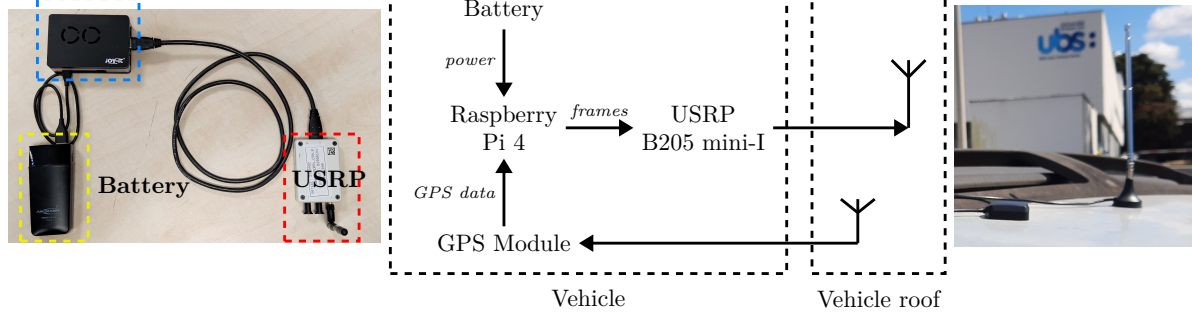 Battery
USRP
Battery
power
Raspberry
Pi 4
frames
USRP
B205 mini-I
GPS data
GPS Module
Vehicle
Vehicle roof
ubs: